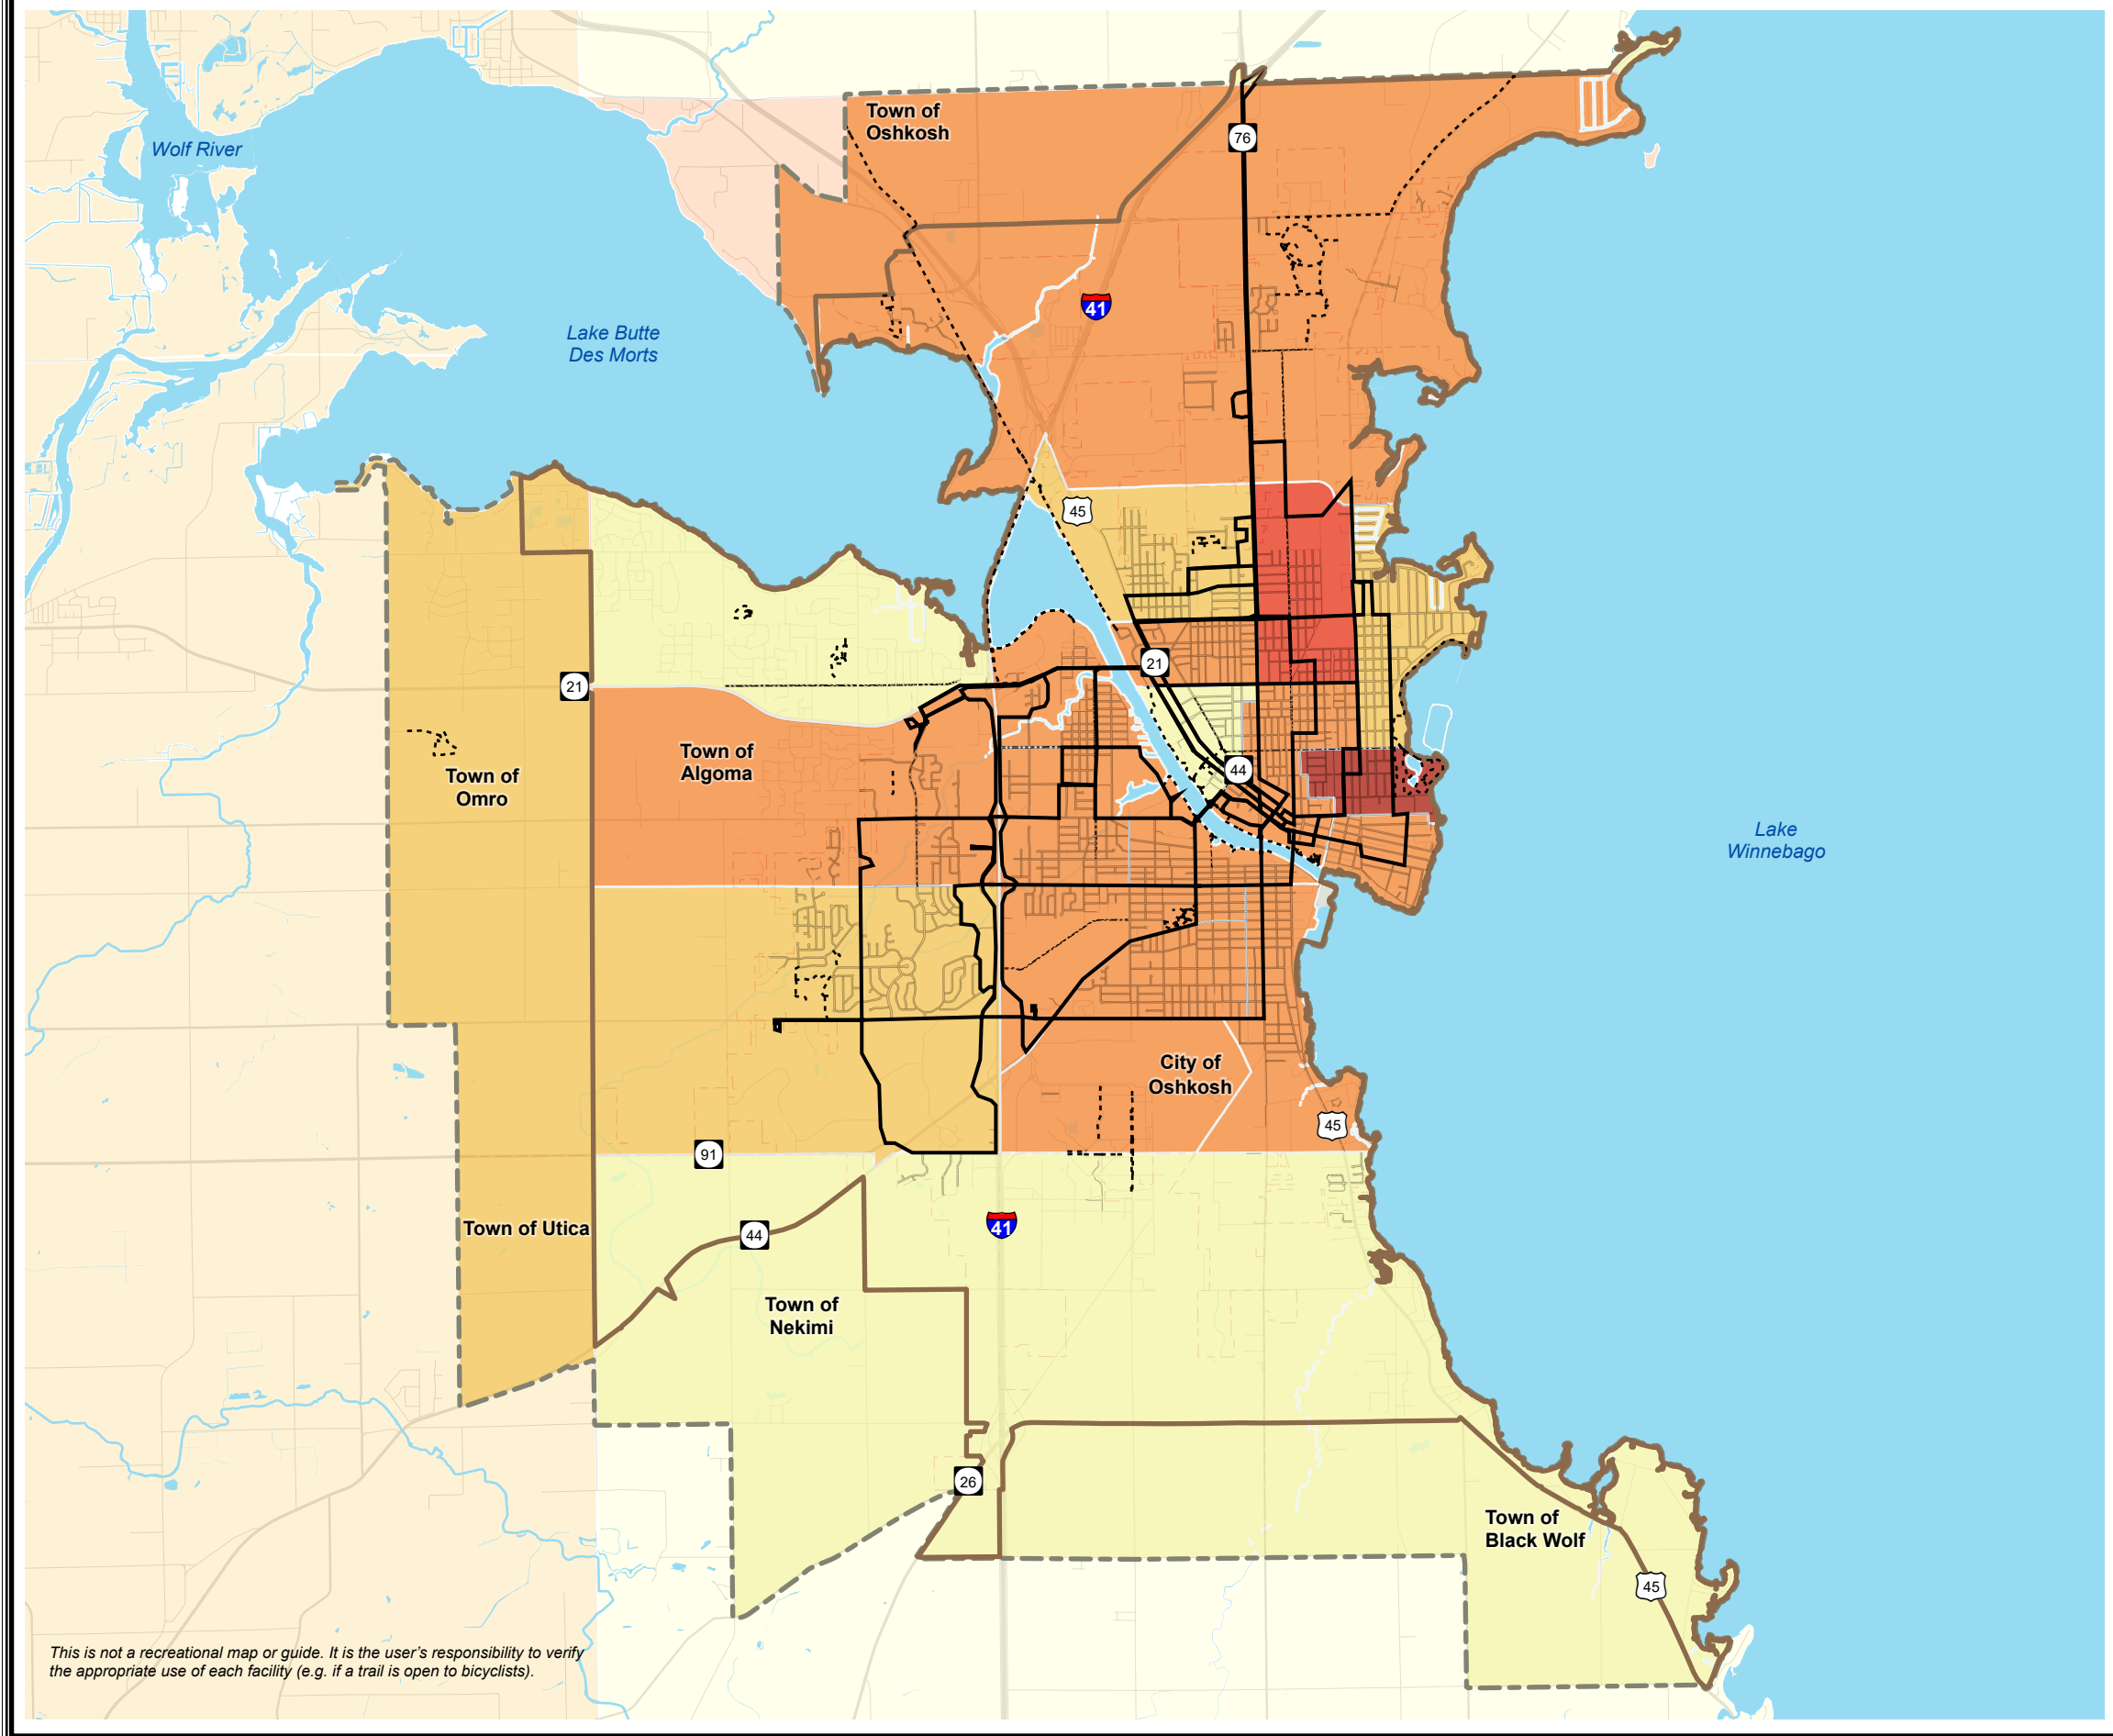 Town of
Oshkosh
76
Wolf River
41
Lake Butte
Des Morts
45
21
21
Town of
Algoma
44
Town of
Omro
Lake
Winnebago
City of
Oshkosh
45
91
Town of Utica
41
44
Town of
Nekimi
26
Town of
Black Wolf
45
This is not a recreational map or guide. It is the user's responsibility to verify
the appropriate use of each facility (e.g. if a trail is open to bicyclists).